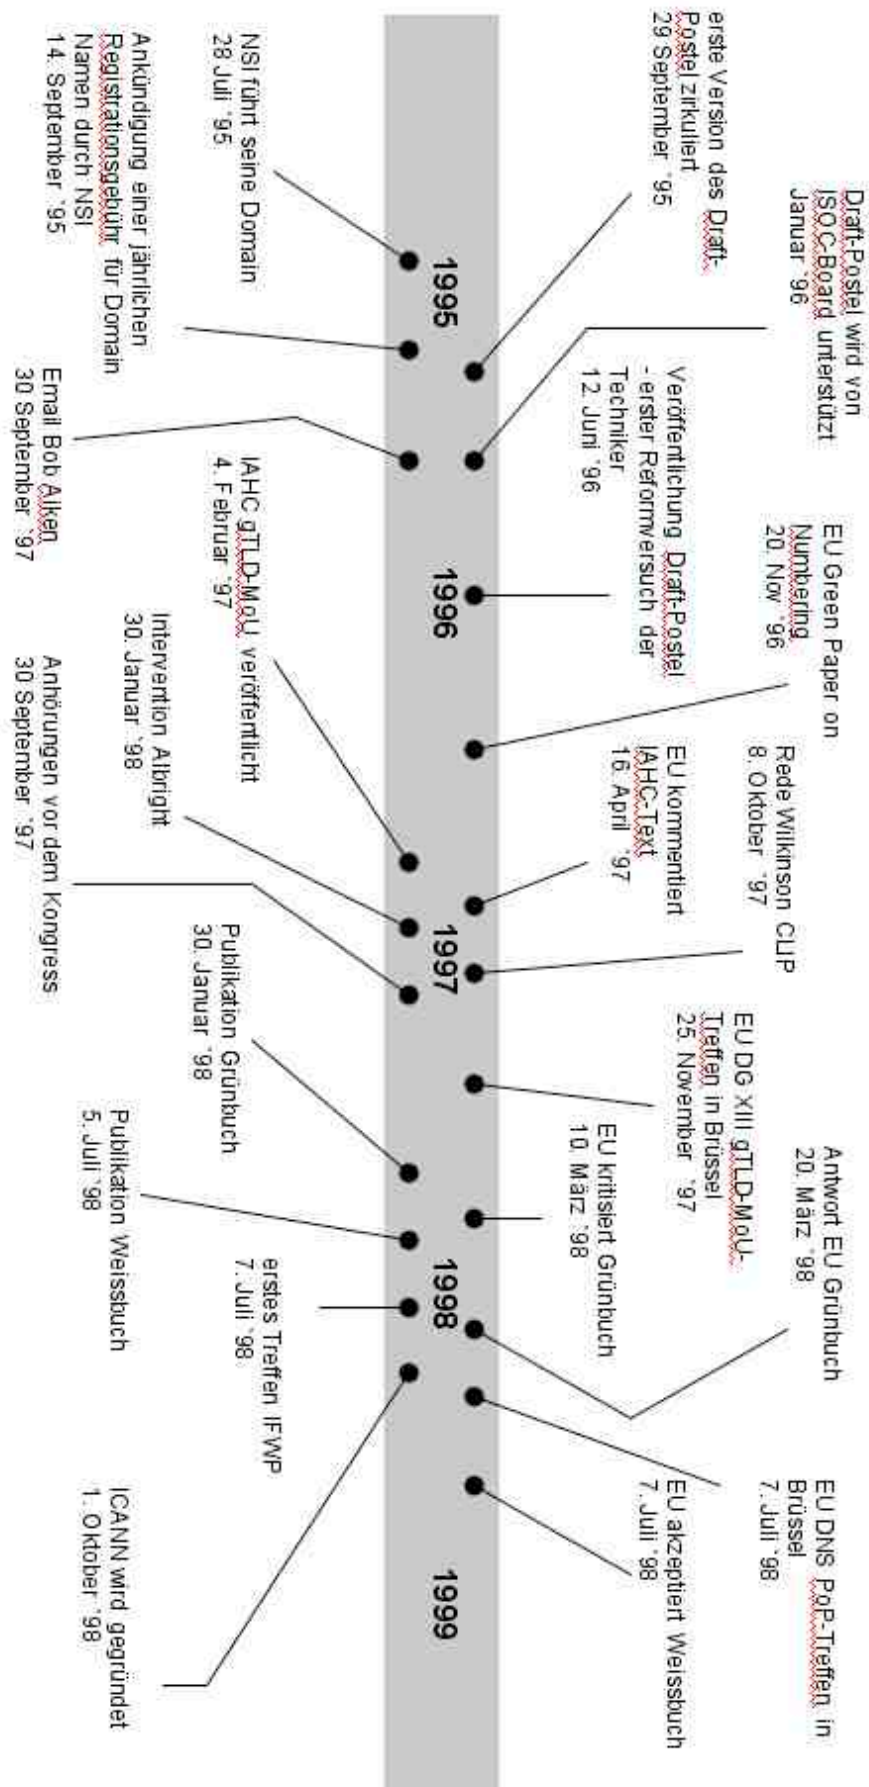 erste Version des Draft-
Postel zirkuliert
29 September `95
Draft-Postel wird von
ISOC-Board unterstützt
Januar `96
Veröffentlichung Draft-Postel
- erster Reformversuch der
Techniker
12. Juni `96
EU Green Paper on
Numbering
20. Nov `96
EU kommentiert
IAHC-Text
16. April `97
Rede Wilkinson CLIP
8. Oktober `97
EU DG XIII gTLD-MoU-
Treffen in Brüssel
25. November `97
EU kritisiert Grünbuch
10. März `98
Antwort EU Grünbuch
20. März `98
EU DNS PoP-Treffen in
Brüssel
7. Juli `98
EU akzeptiert Weissbuch
7. Juli `98
1995
1996
1997
1998
1999
NSI führt seine Domain
28 Juli `95
Ankündigung einer jährlichen
Registrationsgebühr für Domain
Namen durch NSI
14. September `95
Email Bob Aiken
30 September `97
IAHC gTLD-MoU veröffentlicht
4. Februar `97
Intervention Albright
30. Januar `98
Anhörungen vor dem Kongress
30 September `97
Publikation Grünbuch
30. Januar `98
Publikation Weissbuch
5. Juli `98
erstes Treffen IFWP
7. Juli `98
ICANN wird gegründet
1. Oktober `98